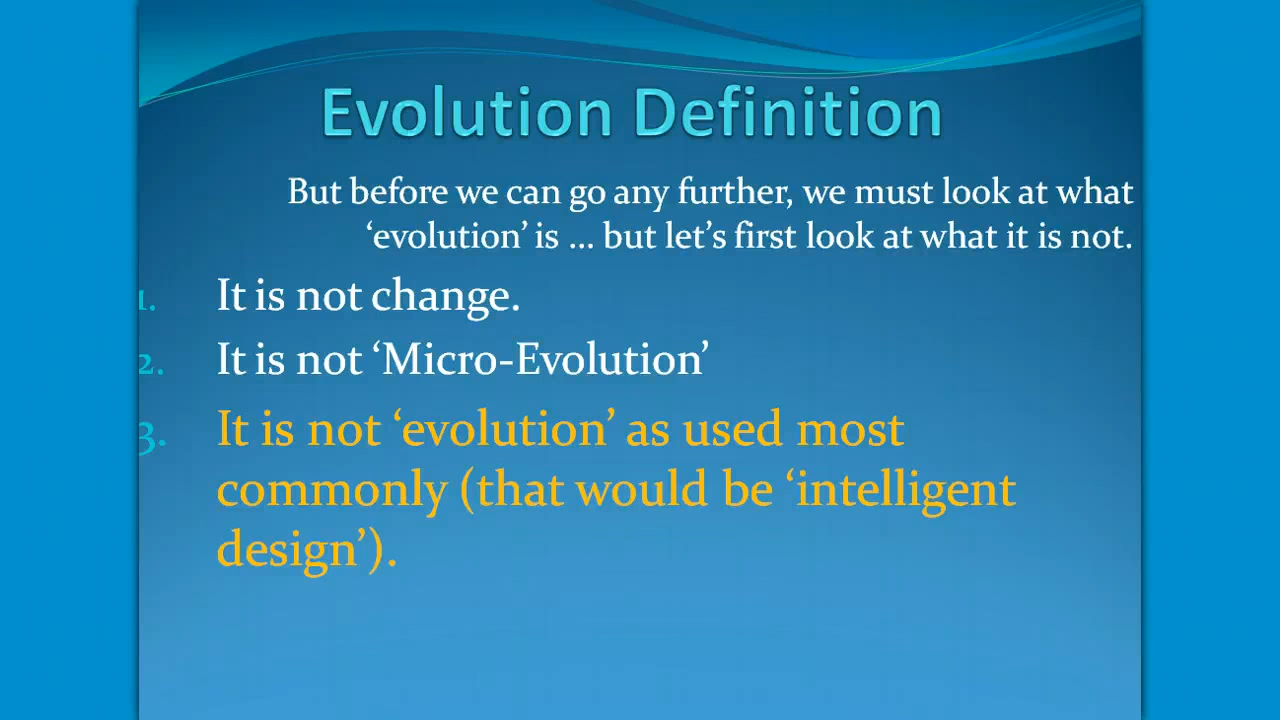 Evolution Definition
But before we can go any further, we must look at what
‘evolution’ is ... but let’s first look at what it is not.
1. It is not change.
2. It is not ‘Micro-Evolution’
3. It is not ‘evolution’ as used most
commonly (that would be ‘intelligent
design’).